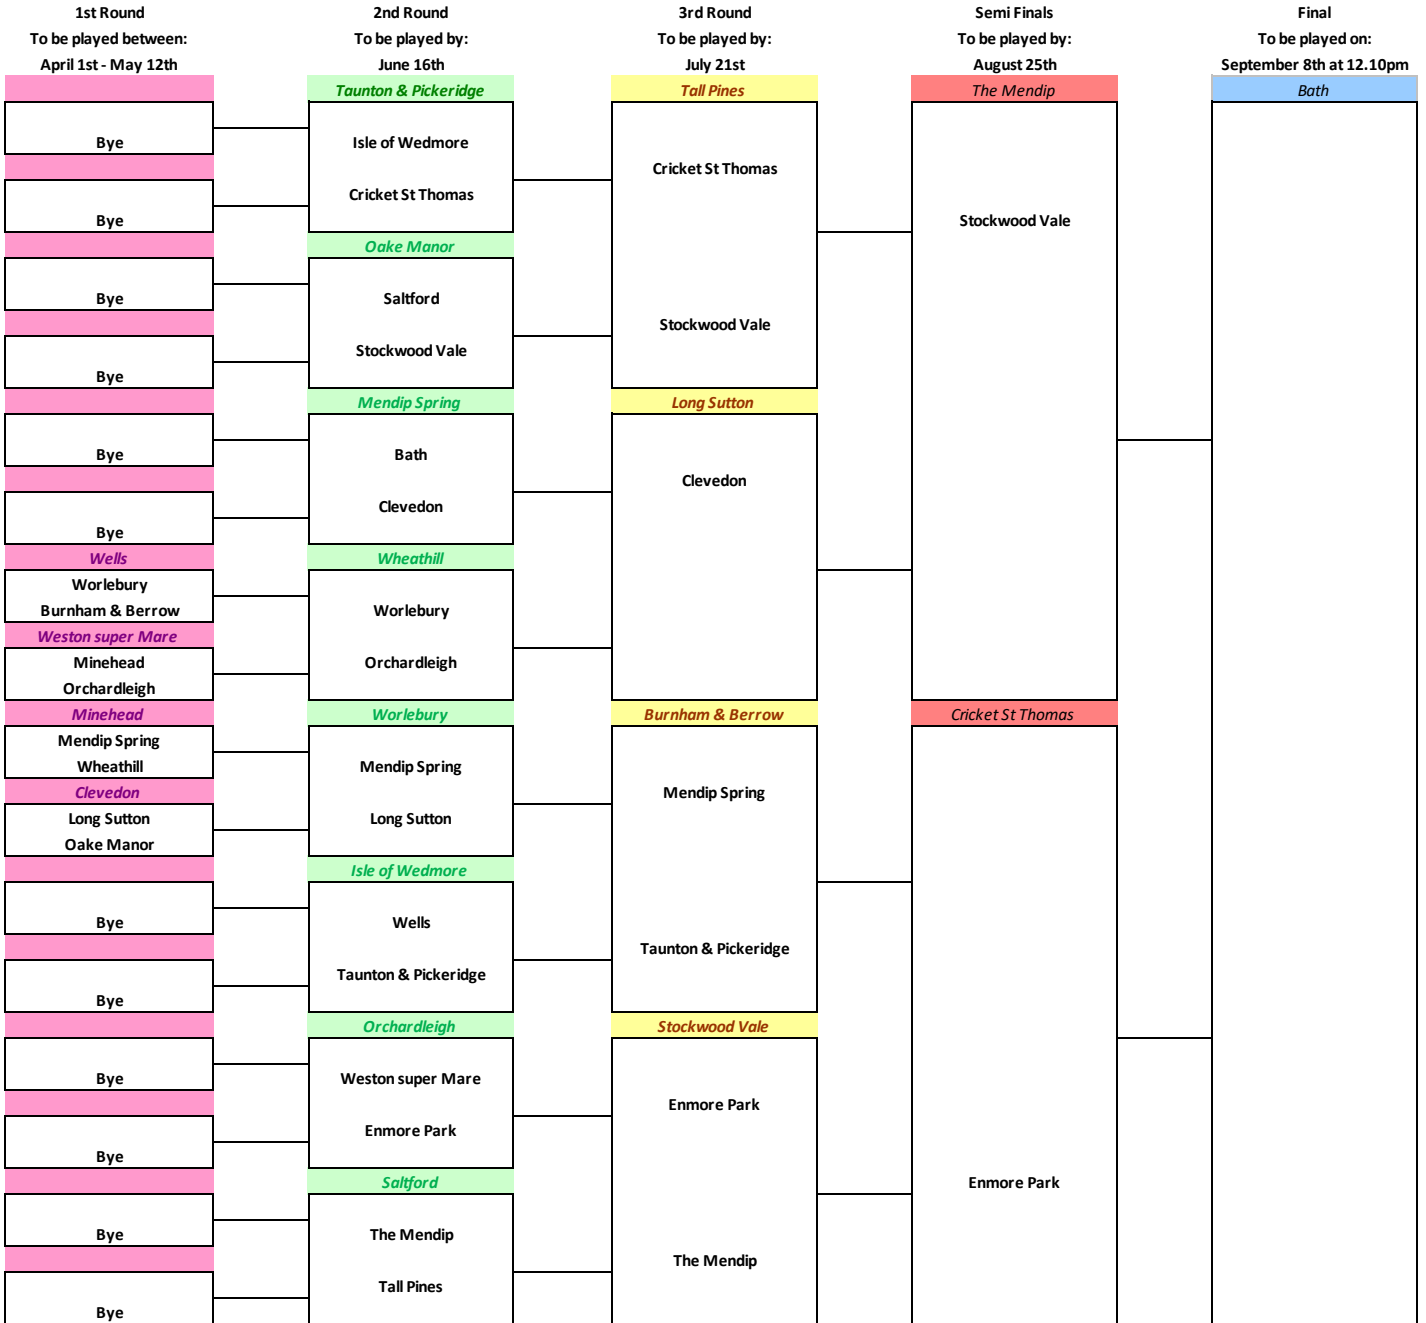 1st Round
To be played between:
April 1st - May 12th
2nd Round
To be played by:
June 16th
3rd Round
To be played by:
July 21st
Semi Finals
To be played by:
August 25th
Final
To be played on:
September 8th at 12.10pm
Bye
Bye
Bye
Bye
Bye
Bye
Wells
Worlebury
Burnham & Berrow
Weston super Mare
Minehead
Orchardleigh
Minehead
Mendip Spring
Wheathill
Clevedon
Long Sutton
Oake Manor
Bye
Bye
Bye
Bye
Bye
Bye
Taunton & Pickeridge
Isle of Wedmore
Cricket St Thomas
Oake Manor
Saltford
Stockwood Vale
Mendip Spring
Bath
Clevedon
Wheathill
Worlebury
Orchardleigh
Worlebury
Mendip Spring
Long Sutton
Isle of Wedmore
Wells
Taunton & Pickeridge
Orchardleigh
Weston super Mare
Enmore Park
Saltford
The Mendip
Tall Pines
Tall Pines
Cricket St Thomas
Stockwood Vale
Long Sutton
Clevedon
Burnham & Berrow
Mendip Spring
Taunton & Pickeridge
Stockwood Vale
Enmore Park
The Mendip
The Mendip
Stockwood Vale
Cricket St Thomas
Enmore Park
Bath